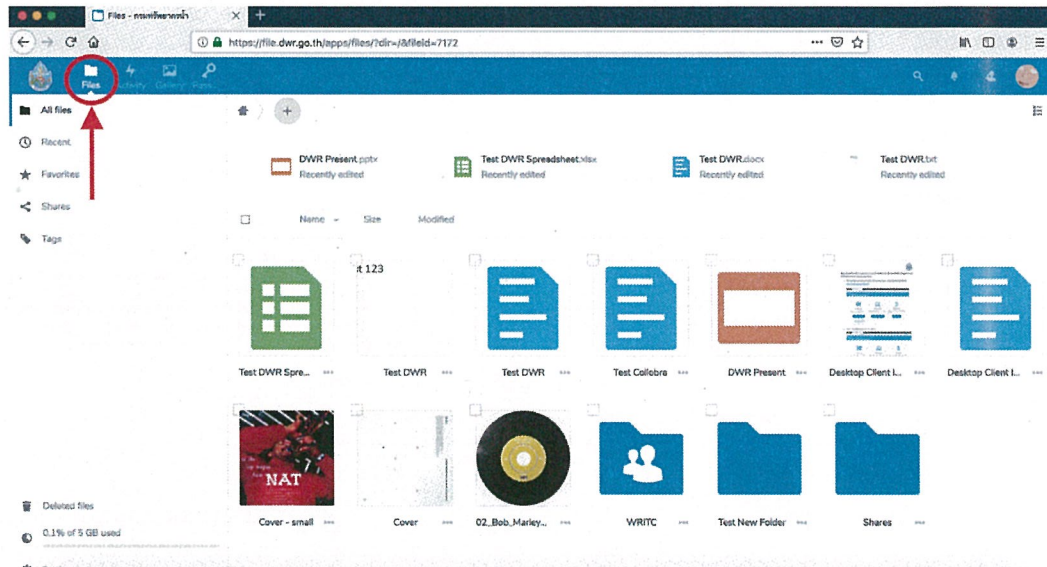 Files - กรมทรัพยากรน้ำ
https://file.dwr.go.th/apps/files/?dir=/&fileid=7172
Files Activity Gallery Pass...
All files
Recent
Favorites
Shares
Tags
DWR Present.pptx
Recently edited
Test DWR Spreadsheet.xlsx
Recently edited
Test DWR.docx
Recently edited
Test DWR.txt
Recently edited
Name Size Modified
t 123
Test DWR Spre...
Test DWR
Test DWR
Test Collobra
DWR Present
Desktop Client I...
Desktop Client I...
NAT
Cover - small
Cover
02_Bob_Marley...
WRITC
Test New Folder
Shares
Deleted files
0.1% of 5 GB used